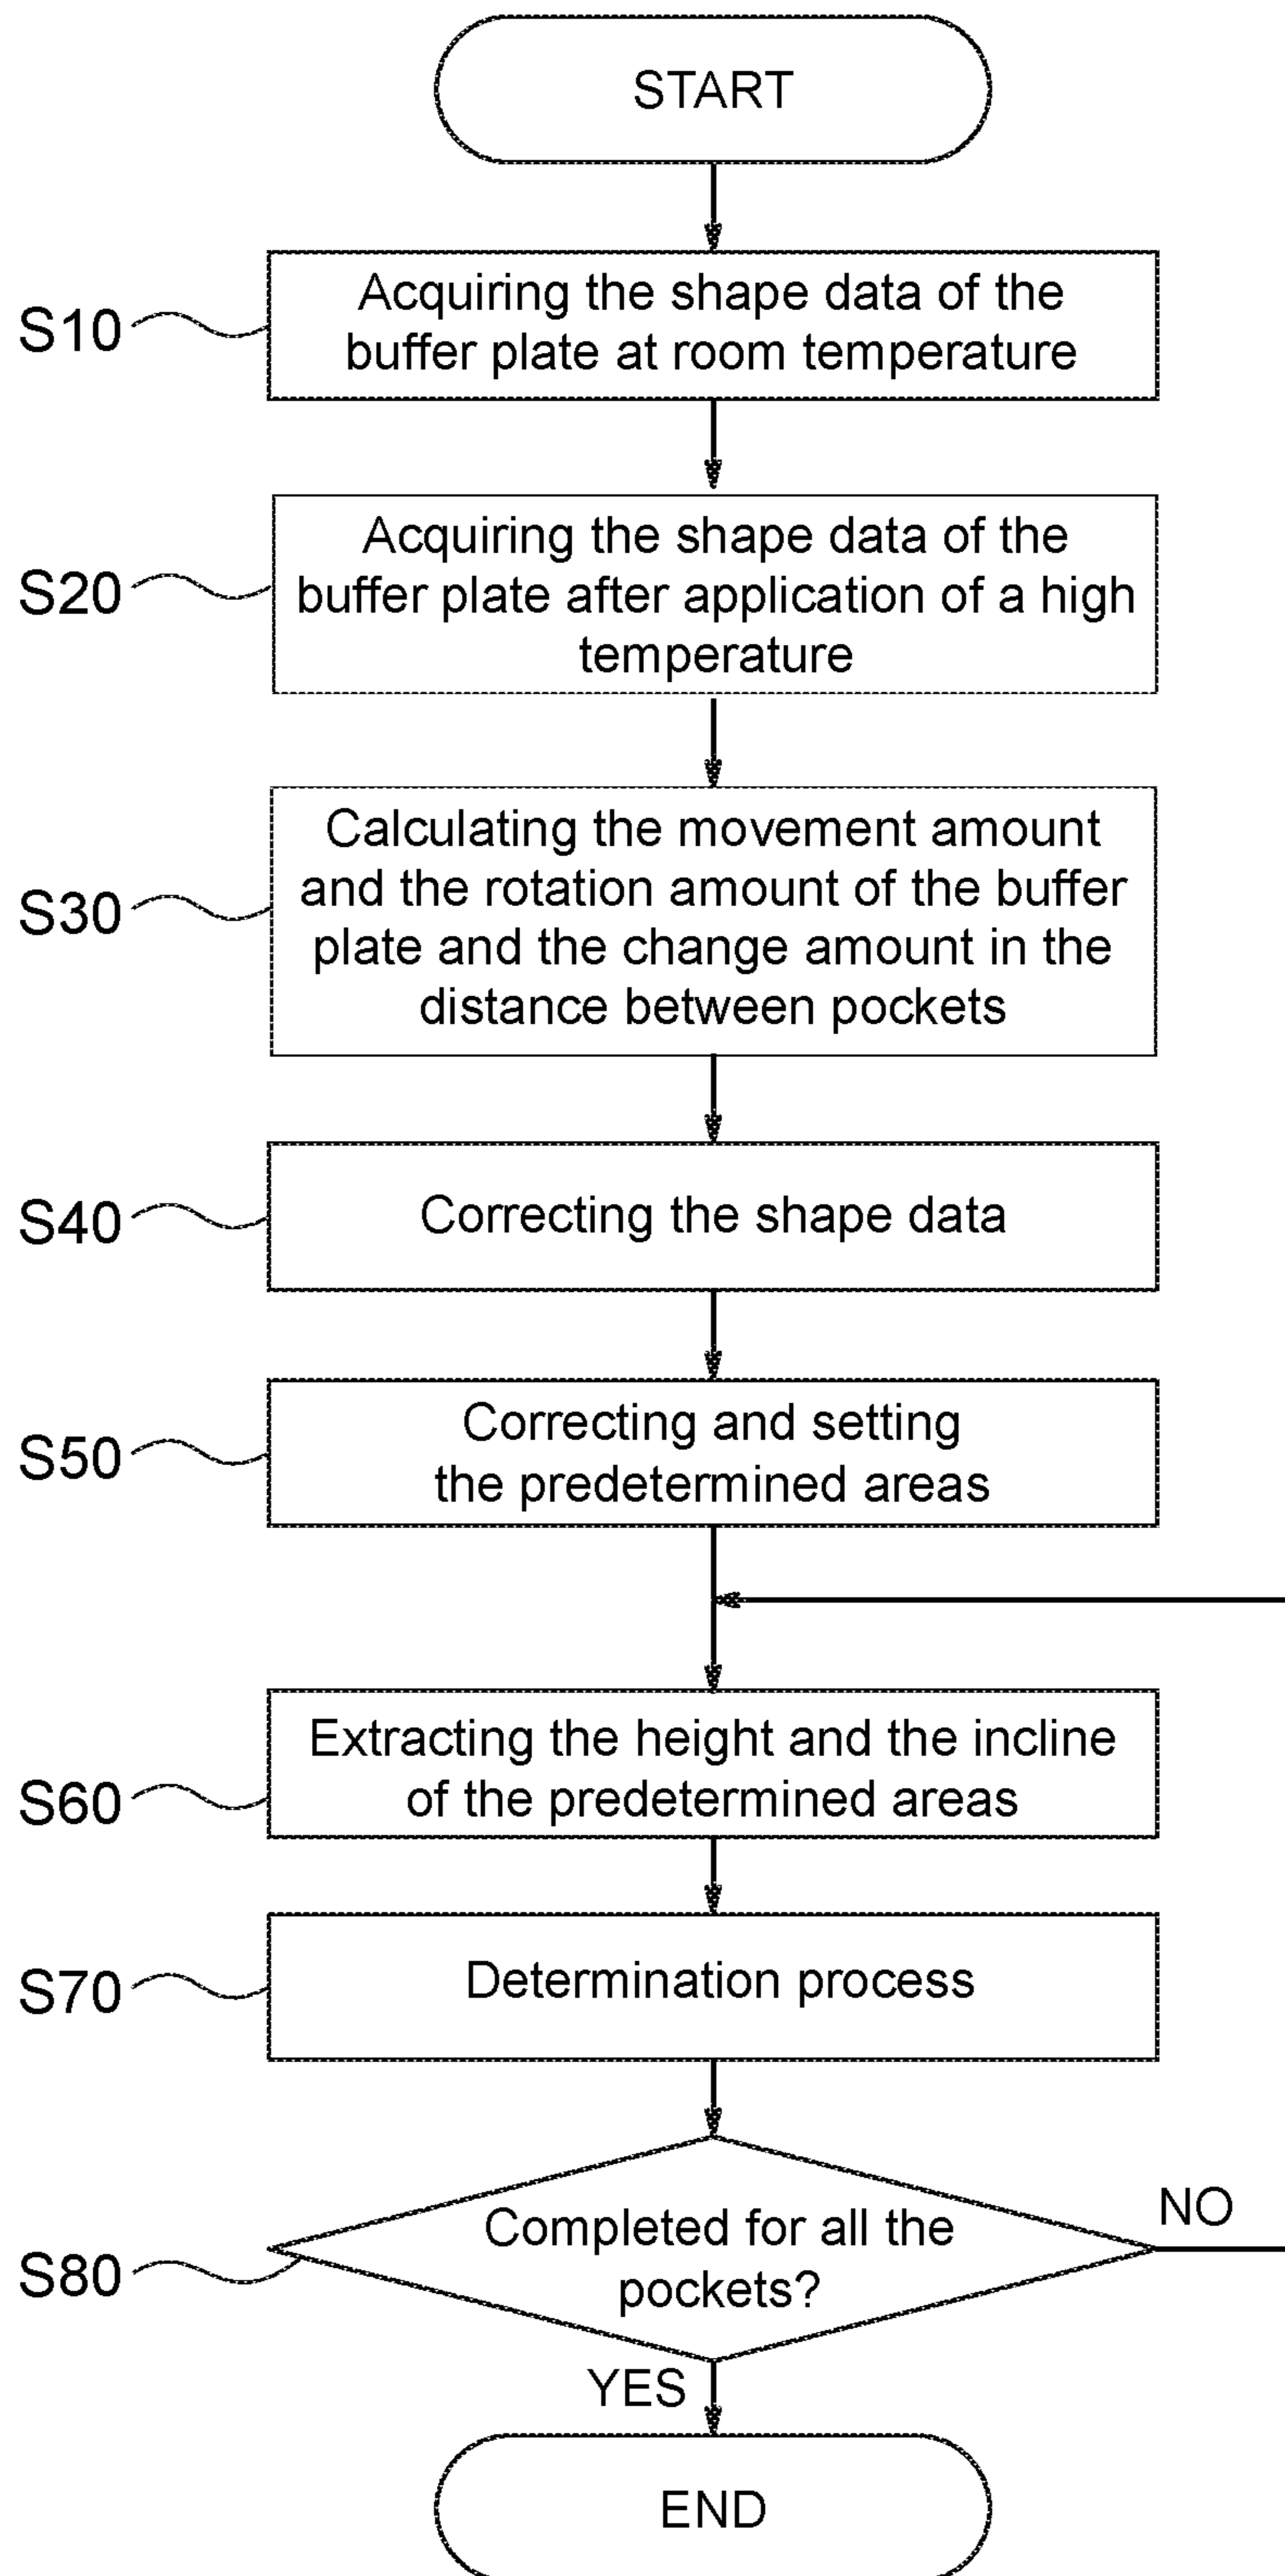 START
S10
Acquiring the shape data of the
buffer plate at room temperature
S20
Acquiring the shape data of the
buffer plate after application of a high
temperature
S30
Calculating the movement amount
and the rotation amount of the buffer
plate and the change amount in the
distance between pockets
S40
Correcting the shape data
S50
Correcting and setting
the predetermined areas
S60
Extracting the height and the incline
of the predetermined areas
S70
Determination process
S80
Completed for all the
pockets?
NO
YES
END